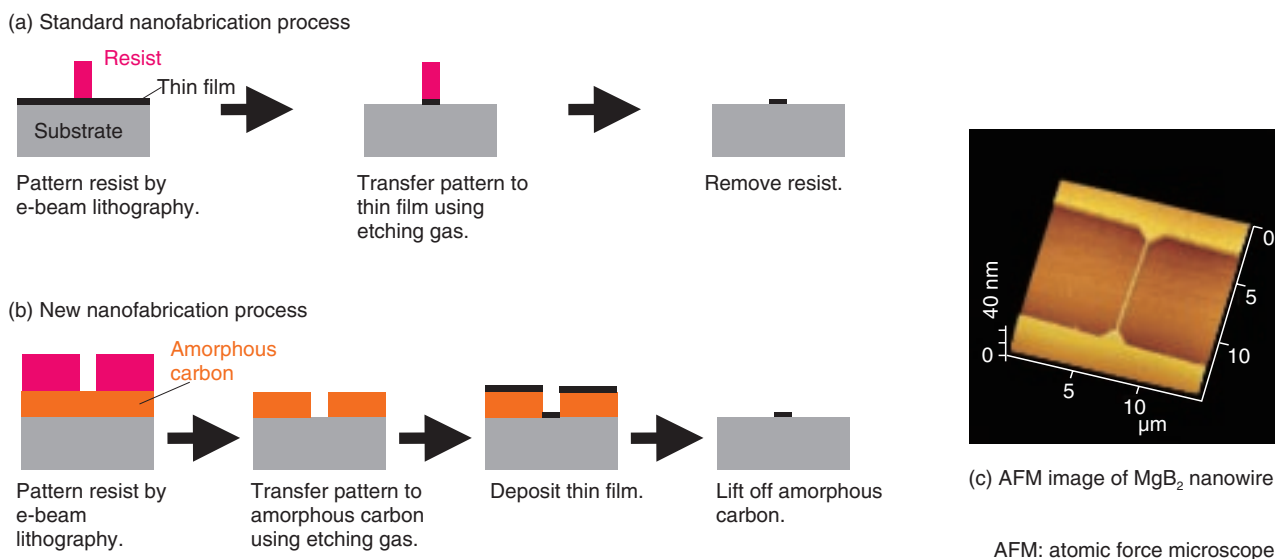 (a) Standard nanofabrication process
Resist
Thin film
Substrate
Pattern resist by
e-beam lithography.
Transfer pattern to
thin film using
etching gas.
Remove resist.
(b) New nanofabrication process
Amorphous
carbon
Pattern resist by
e-beam
lithography.
Transfer pattern to
amorphous carbon
using etching gas.
Deposit thin film.
Lift off amorphous
carbon.
40 nm
0
0
5
10
5
10
µm
(c) AFM image of MgB₂ nanowire
AFM: atomic force microscope